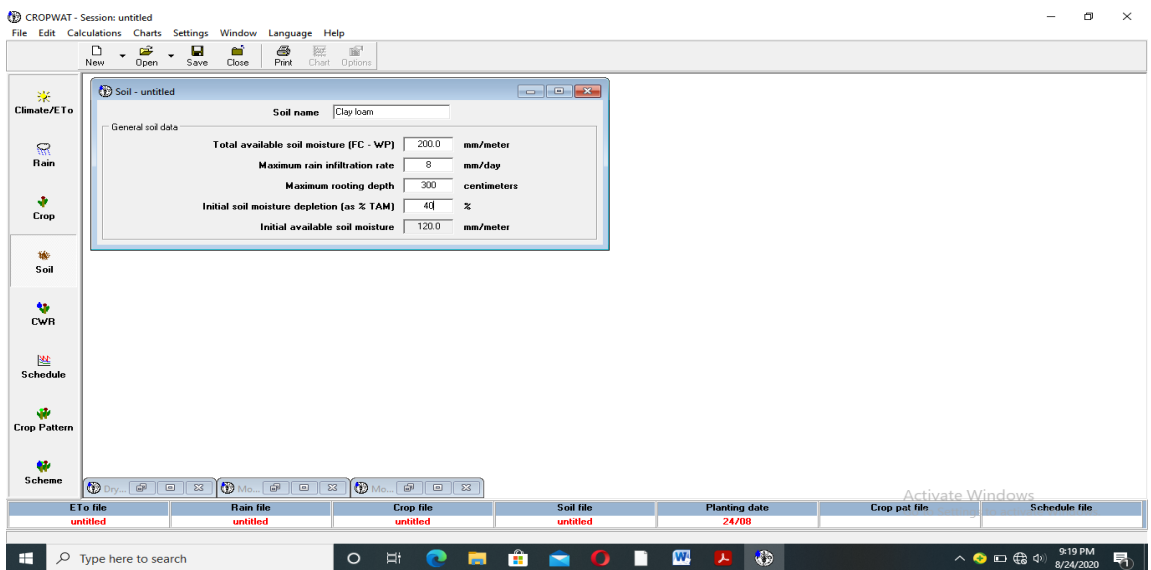 CROPWAT - Session: untitled
File Edit Calculations Charts Settings Window Language Help
New Open Save Close Print Chart Options
Climate/ETo
Rain
Crop
Soil
CWR
Schedule
Crop Pattern
Scheme
Soil - untitled
Soil name Clay loam
General soil data
Total available soil moisture (FC - WP) 200.0 mm/meter
Maximum rain infiltration rate 8 mm/day
Maximum rooting depth 300 centimeters
Initial soil moisture depletion (as % TAM) 40 %
Initial available soil moisture 120.0 mm/meter
Dry... Mo... Mo...
Activate Windows
ETo file Rain file Crop file Soil file Planting date Crop pat file Schedule file
untitled untitled untitled untitled 24/08
Type here to search
9:19 PM
8/24/2020
1